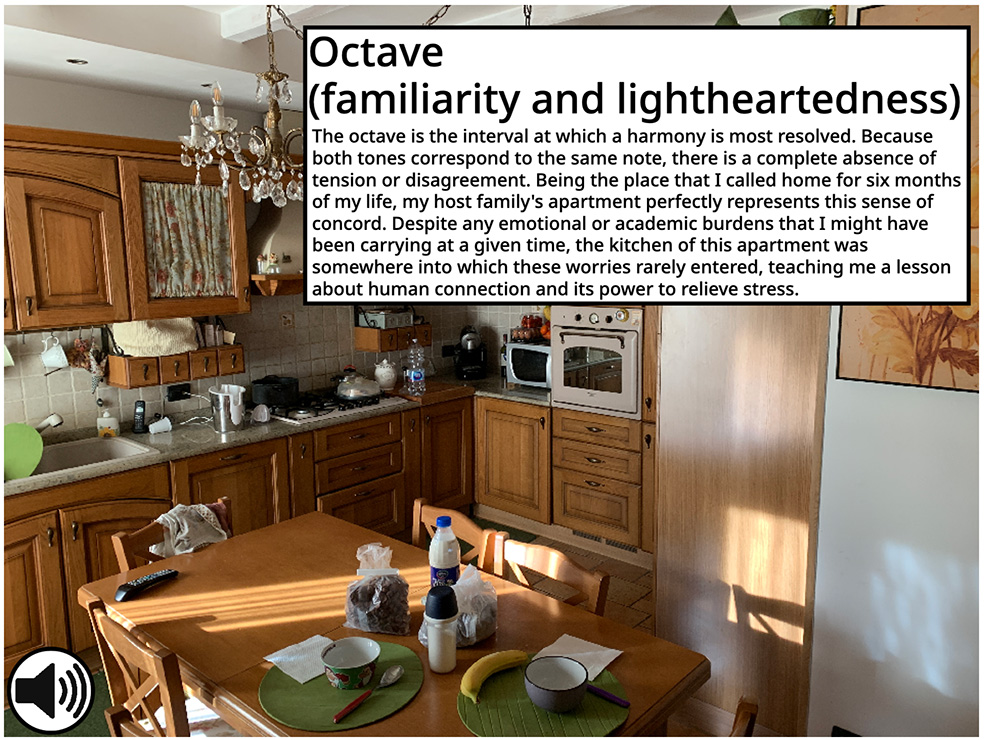 Octave
(familiarity and lightheartedness)
The octave is the interval at which a harmony is most resolved. Because
both tones correspond to the same note, there is a complete absence of
tension or disagreement. Being the place that I called home for six months
of my life, my host family's apartment perfectly represents this sense of
concord. Despite any emotional or academic burdens that I might have
been carrying at a given time, the kitchen of this apartment was
somewhere into which these worries rarely entered, teaching me a lesson
about human connection and its power to relieve stress.